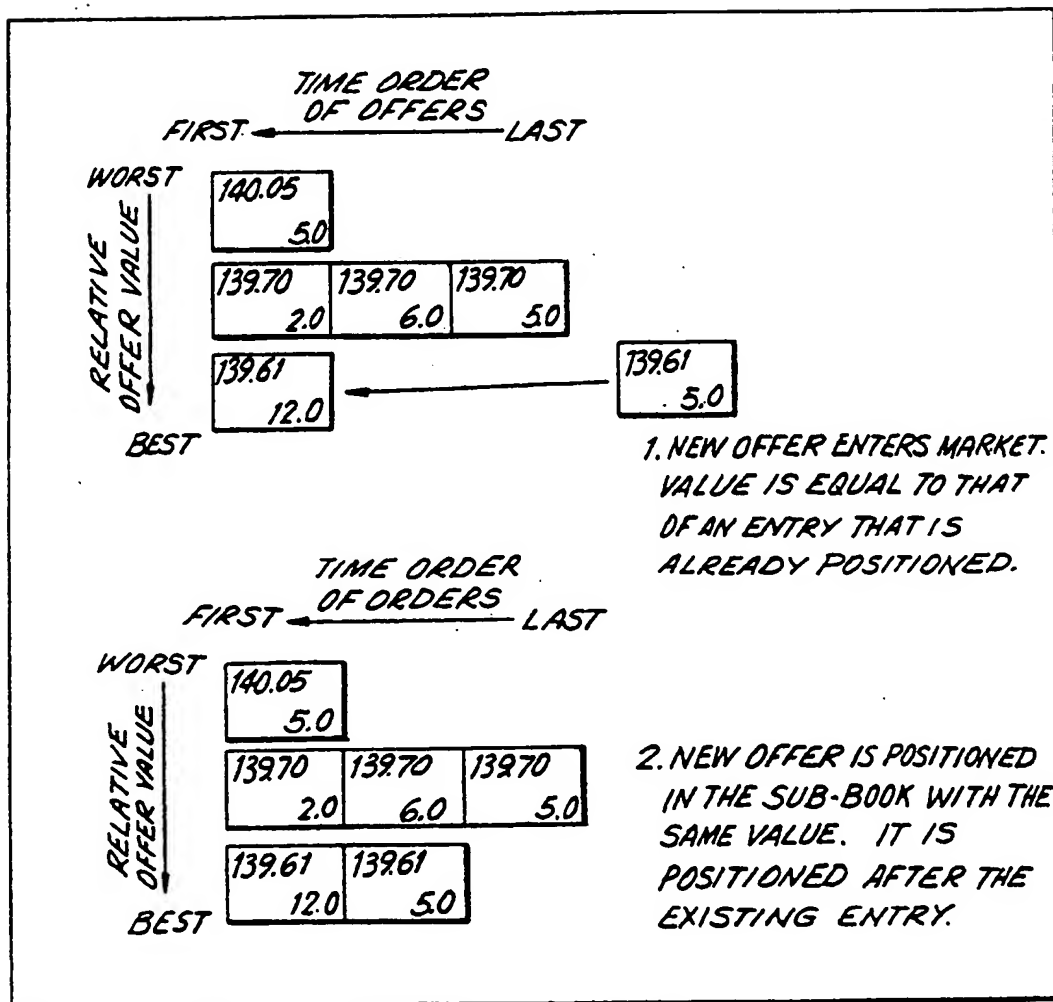 TIME ORDER
OF OFFERS
FIRST LAST
WORST
RELATIVE
OFFER VALUE
BEST
140.05
5.0
139.70 139.70 139.70
2.0 6.0 5.0
139.61 139.61
12.0 5.0
1. NEW OFFER ENTERS MARKET.
VALUE IS EQUAL TO THAT
OF AN ENTRY THAT IS
ALREADY POSITIONED.
TIME ORDER
OF ORDERS
FIRST LAST
WORST
RELATIVE
OFFER VALUE
BEST
140.05
5.0
139.70 139.70 139.70
2.0 6.0 5.0
139.61 139.61
12.0 5.0
2. NEW OFFER IS POSITIONED
IN THE SUB-BOOK WITH THE
SAME VALUE. IT IS
POSITIONED AFTER THE
EXISTING ENTRY.